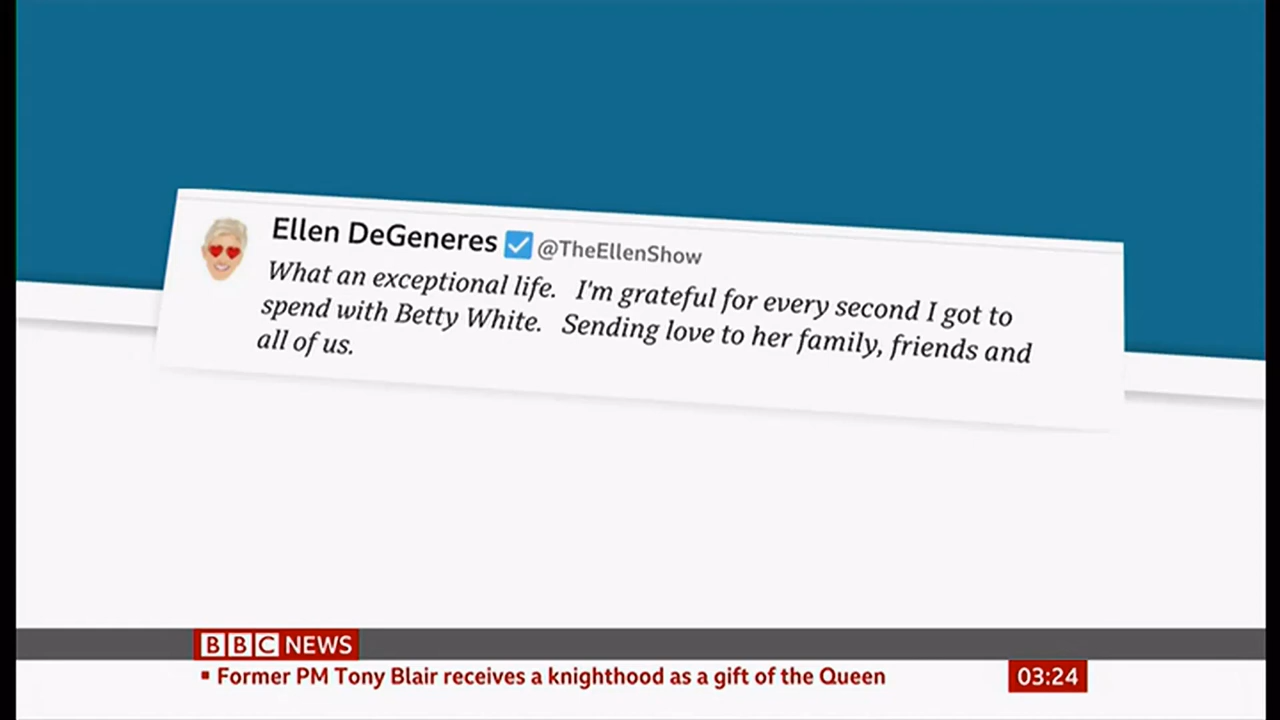 Ellen DeGeneres @TheEllenShow
What an exceptional life. I'm grateful for every second I got to
spend with Betty White. Sending love to her family, friends and
all of us.
BBC NEWS
Former PM Tony Blair receives a knighthood as a gift of the Queen
03:24